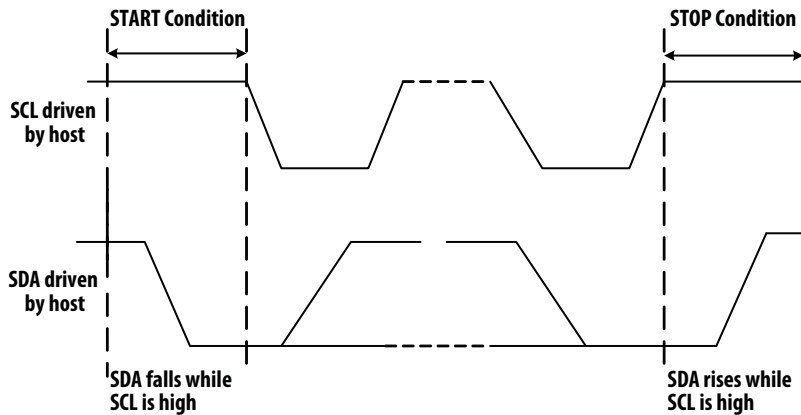 START Condition
STOP Condition
SCL driven
by host
SDA driven
by host
SDA falls while
SCL is high
SDA rises while
SCL is high